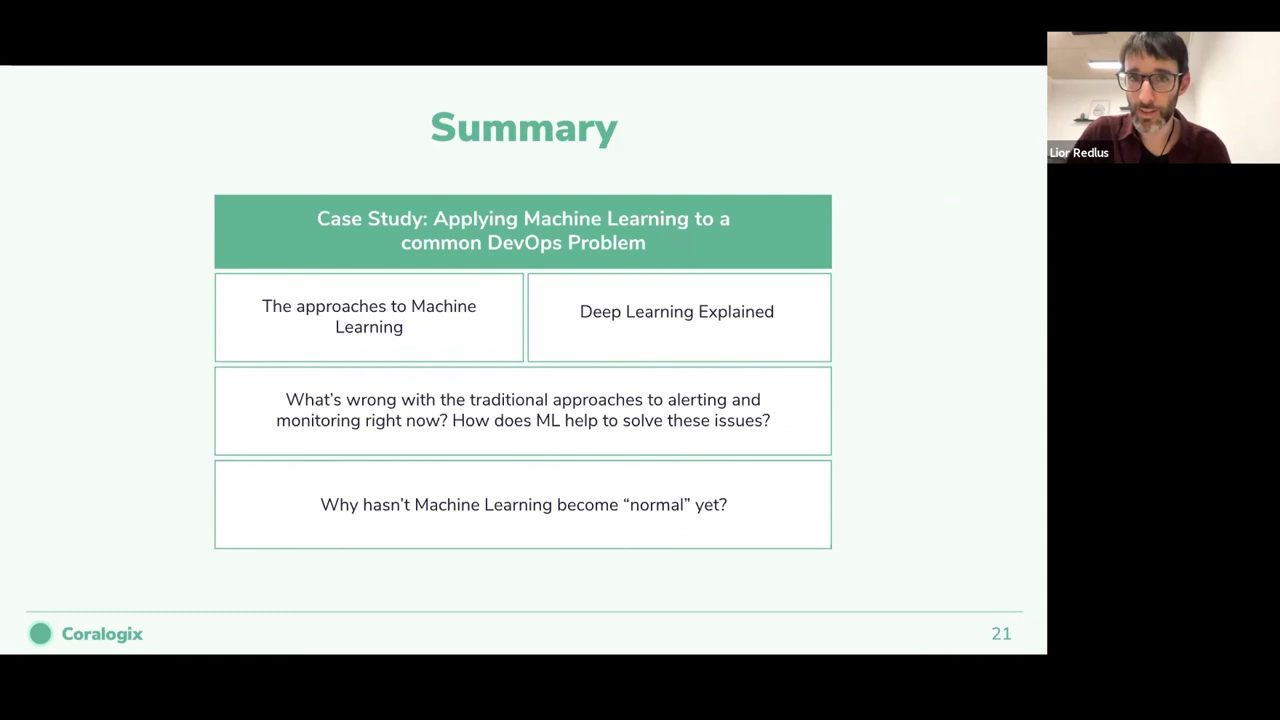 Summary
Case Study: Applying Machine Learning to a
common DevOps Problem
The approaches to Machine
Learning
Deep Learning Explained
What’s wrong with the traditional approaches to alerting and
monitoring right now? How does ML help to solve these issues?
Why hasn’t Machine Learning become “normal” yet?
Coralogix
21
Lior Redlus